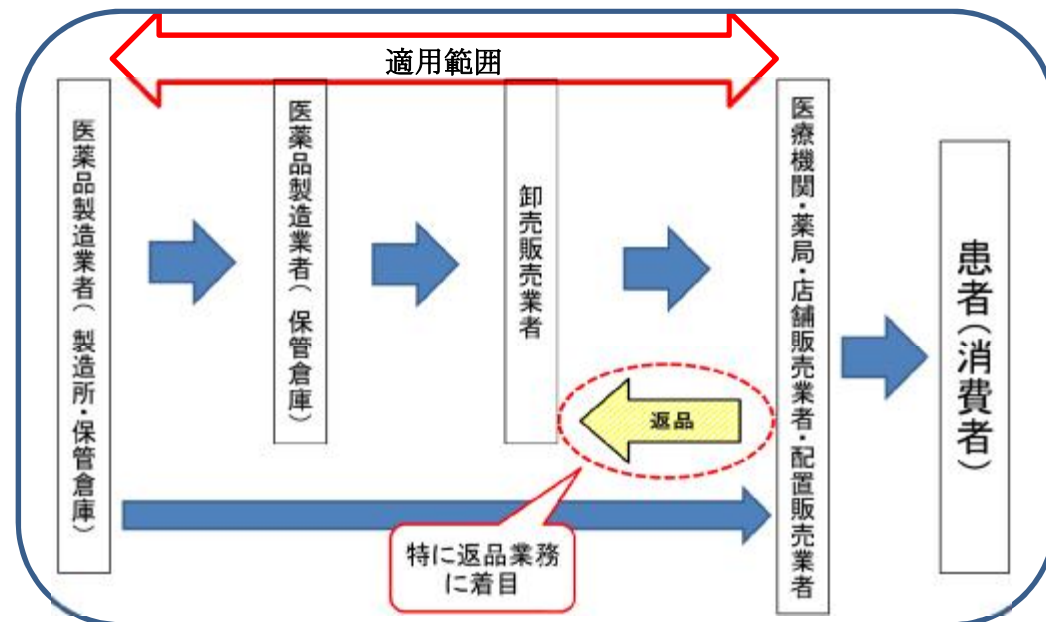 適用範囲
医薬品製造業者(製造所・保管倉庫)
医薬品製造業者(保管倉庫)
卸売販売業者
医療機関・薬局・店舗販売業者・配置販売業者
患者(消費者)
返品
特に返品業務
に着目